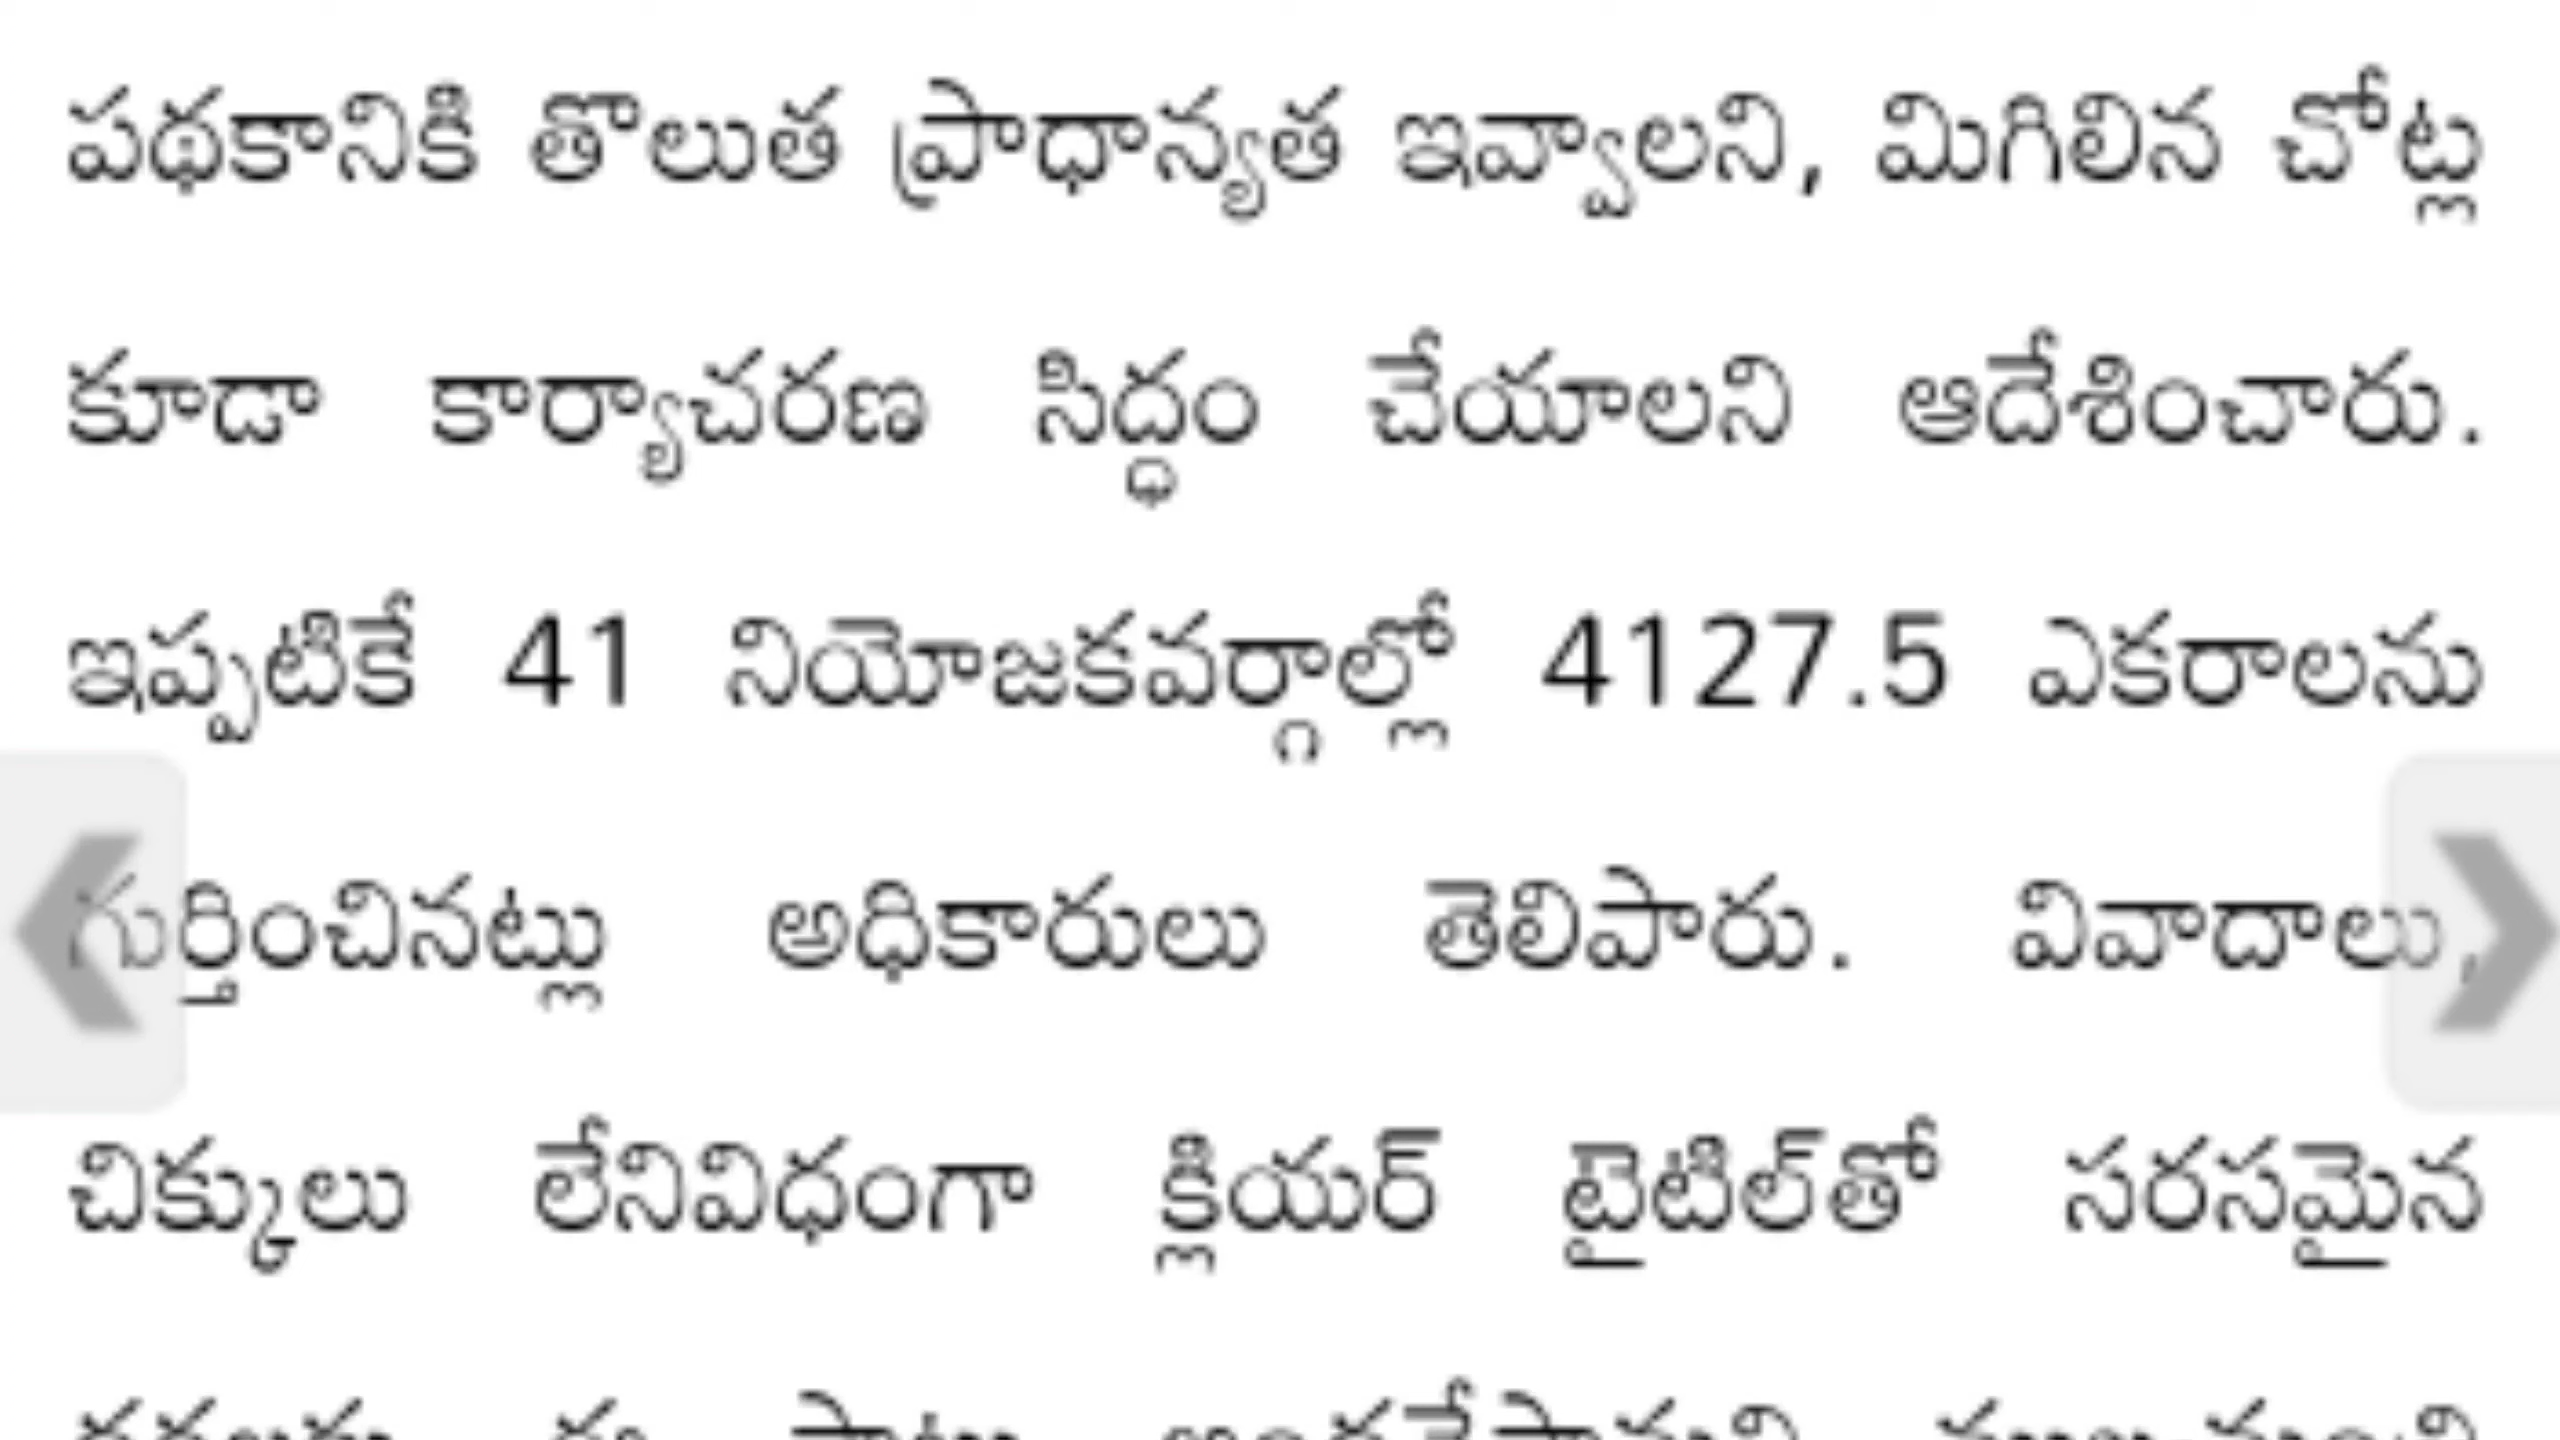 పథకానికి తొలుత ప్రాధాన్యత ఇవ్వాలని, మిగిలిన చోట్ల
కూడా కార్యాచరణ సిద్ధం చేయాలని ఆదేశించారు.
ఇప్పటికే 41 నియోజకవర్గాల్లో 4127.5 ఎకరాలను
గుర్తించినట్లు అధికారులు తెలిపారు. వివాదాలు,
చిక్కులు లేనివిధంగా క్లియర్ టైటిల్‌తో సరసమైన